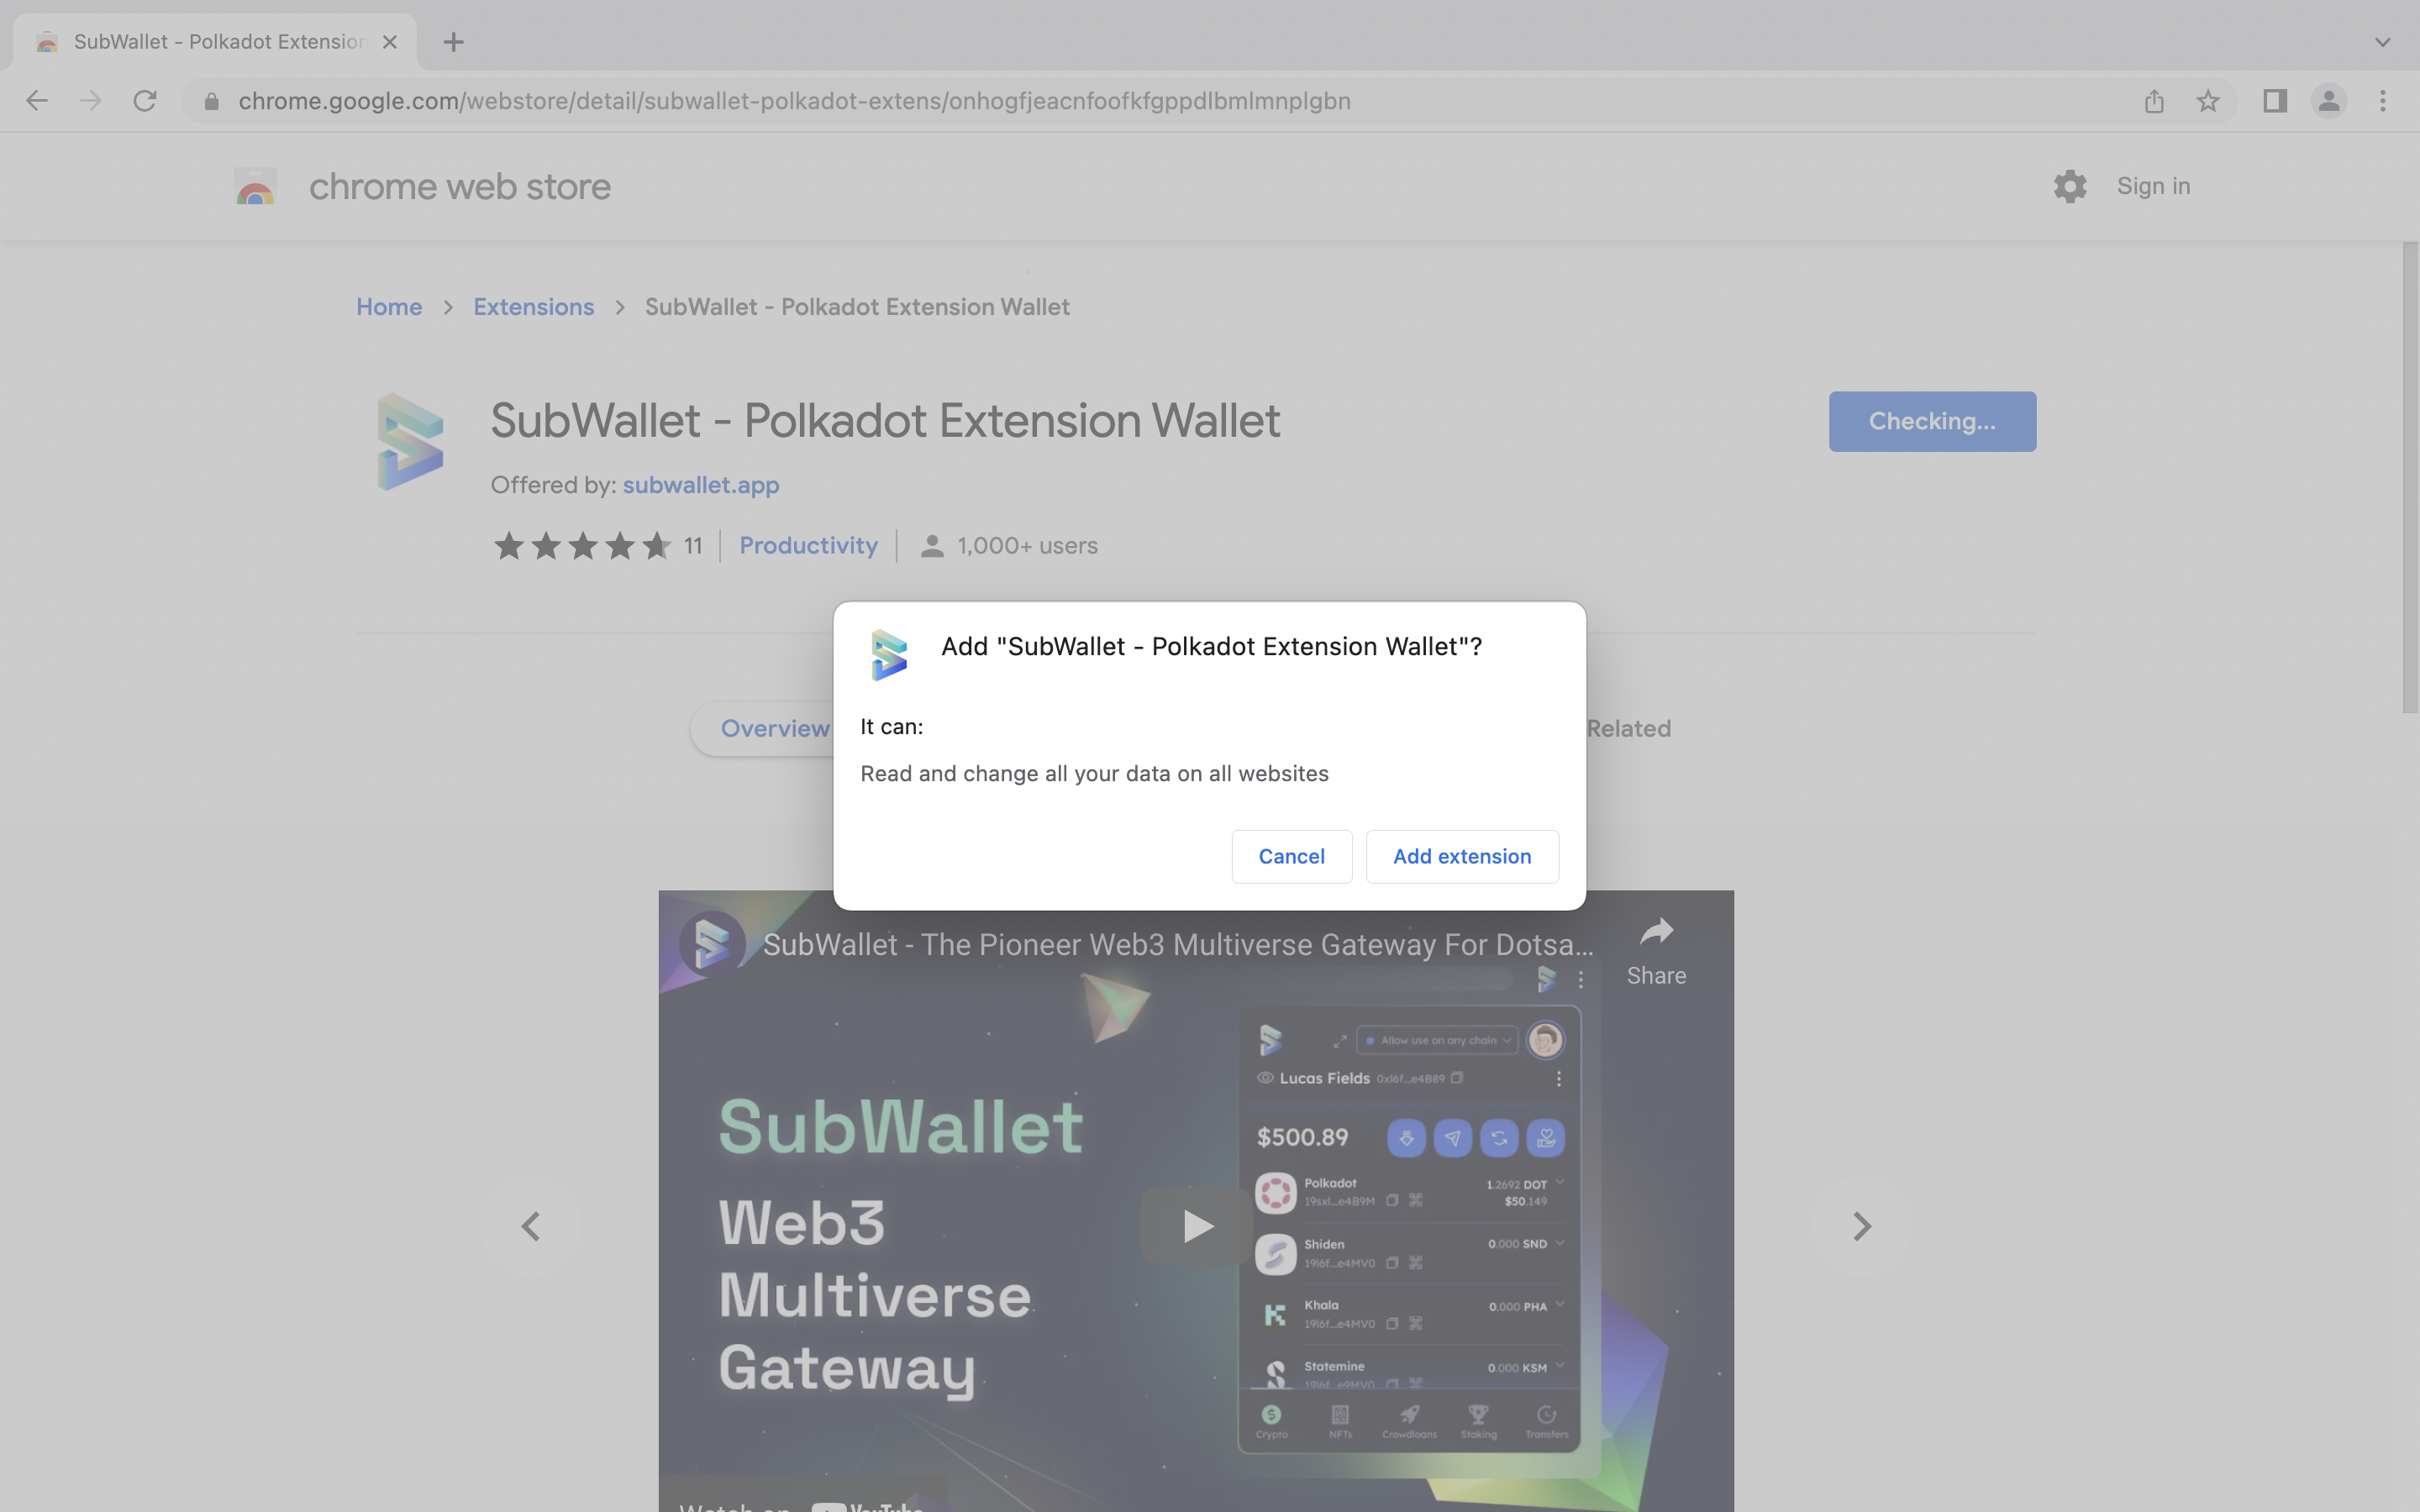 SubWallet - Polkadot Extension
chrome.google.com/webstore/detail/subwallet-polkadot-extens/onhogfjeacnfoofkfgppdlbmlmnplgbn
chrome web store
Sign in
Home > Extensions > SubWallet - Polkadot Extension Wallet
SubWallet - Polkadot Extension Wallet
Checking...
Offered by: subwallet.app
11 Productivity 1,000+ users
Add "SubWallet - Polkadot Extension Wallet"?
It can:
Read and change all your data on all websites
Cancel
Add extension
Overview
Related
SubWallet - The Pioneer Web3 Multiverse Gateway For Dotsa...
Share
Allow use on any chain
Lucas Fields 0xl6f...e4B89
$500.89
SubWallet
Web3
Multiverse
Gateway
Polkadot 1.2692 DOT
19sxl...e4B9M $50.149
Shiden 0.000 SND
19l6f...e4MV0
Khala 0.000 PHA
19l6f...e4MV0
Statemine 0.000 KSM
19l6f...e9MV0
Crypto NFTs Crowdloans Staking Transfers
Watch on YouTube